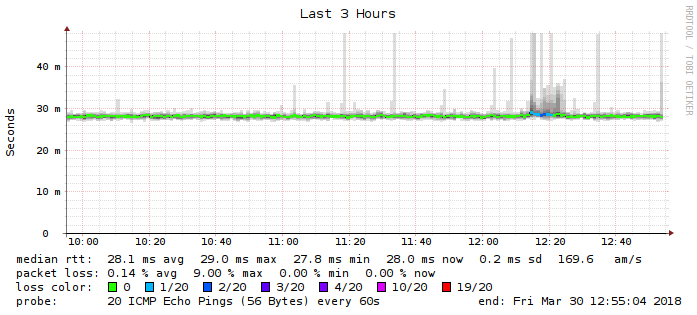 Last 3 Hours
RRDTOOL / TOBI OETIKER
Seconds
40 m
30 m
20 m
10 m
0
10:00 10:20 10:40 11:00 11:20 11:40 12:00 12:20 12:40
median rtt: 28.1 ms avg 29.0 ms max 27.8 ms min 28.0 ms now 0.2 ms sd 169.6 am/s
packet loss: 0.14 % avg 9.00 % max 0.00 % min 0.00 % now
loss color: 0 1/20 2/20 3/20 4/20 10/20 19/20
probe: 20 ICMP Echo Pings (56 Bytes) every 60s end: Fri Mar 30 12:55:04 2018